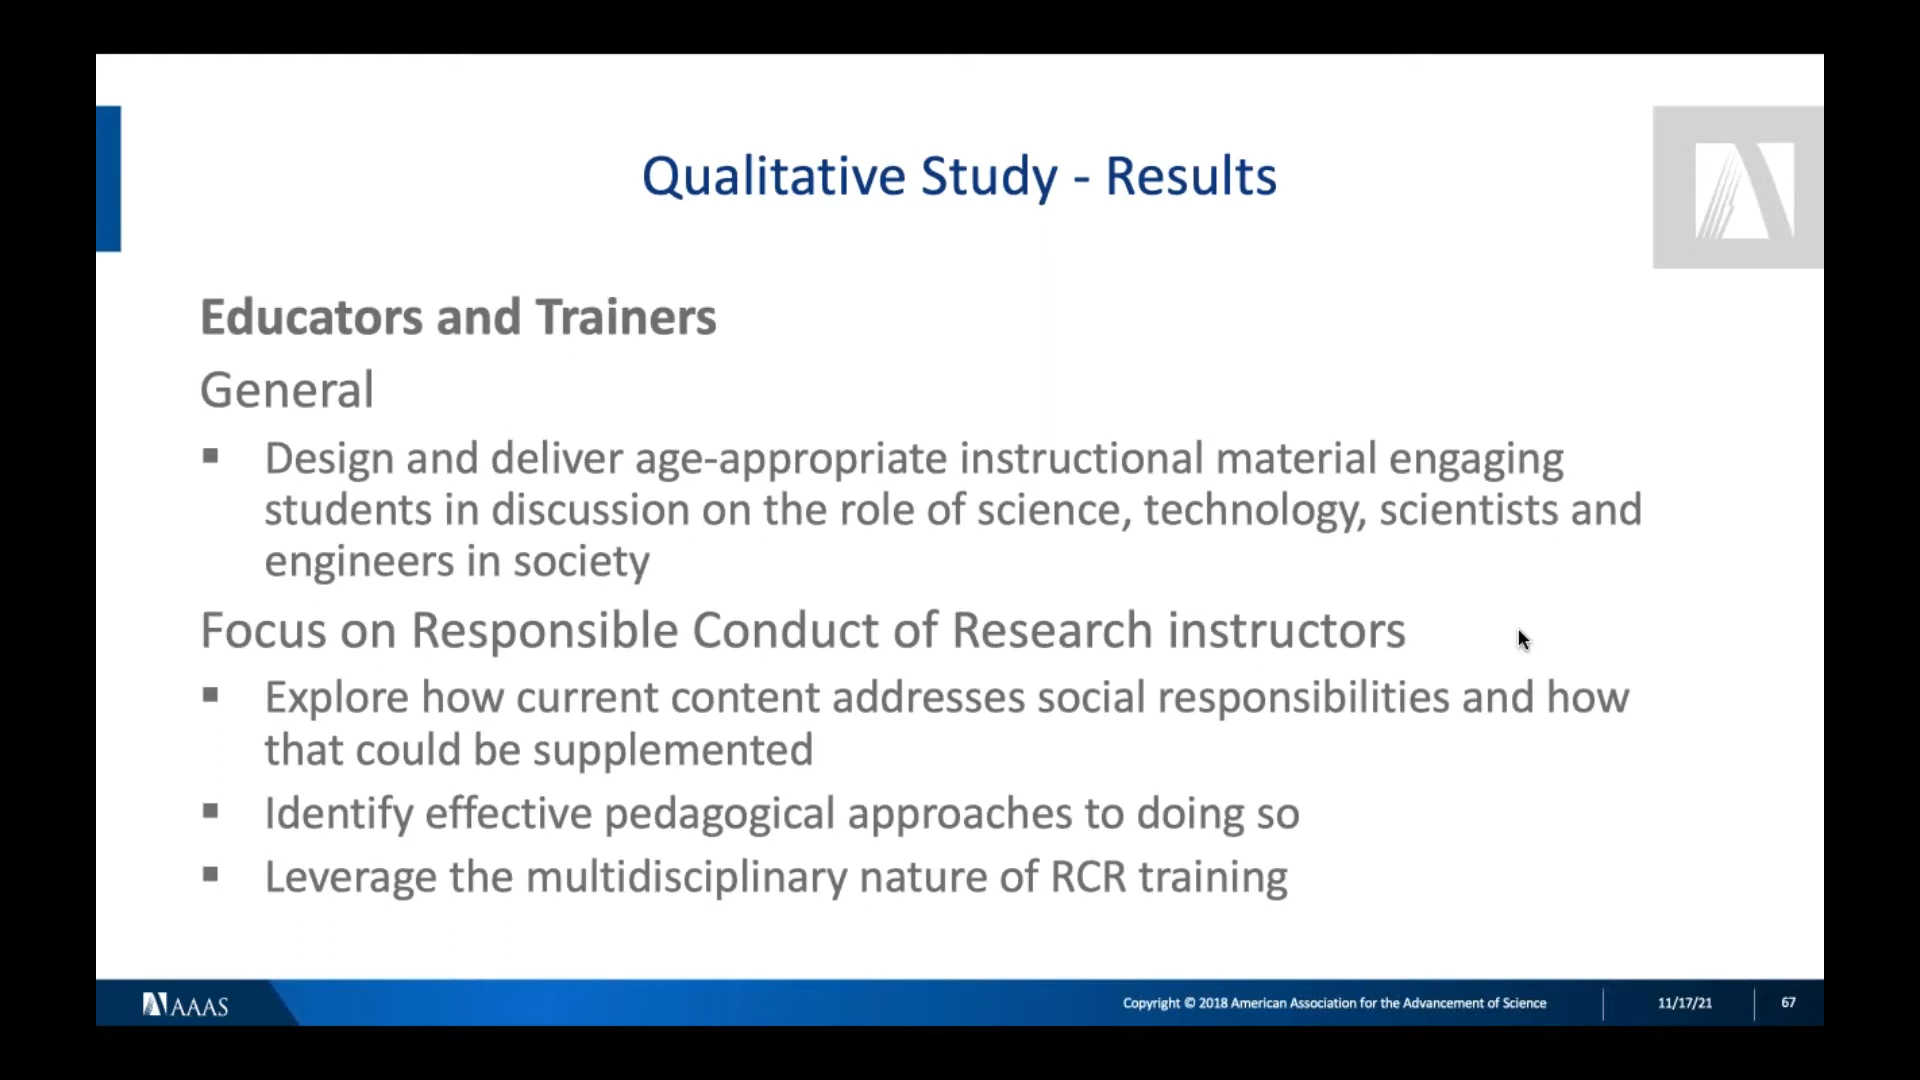 Qualitative Study - Results
Educators and Trainers
General
▪ Design and deliver age-appropriate instructional material engaging
students in discussion on the role of science, technology, scientists and
engineers in society
Focus on Responsible Conduct of Research instructors
▪ Explore how current content addresses social responsibilities and how
that could be supplemented
▪ Identify effective pedagogical approaches to doing so
▪ Leverage the multidisciplinary nature of RCR training
AAAS
Copyright © 2018 American Association for the Advancement of Science
11/17/21
67